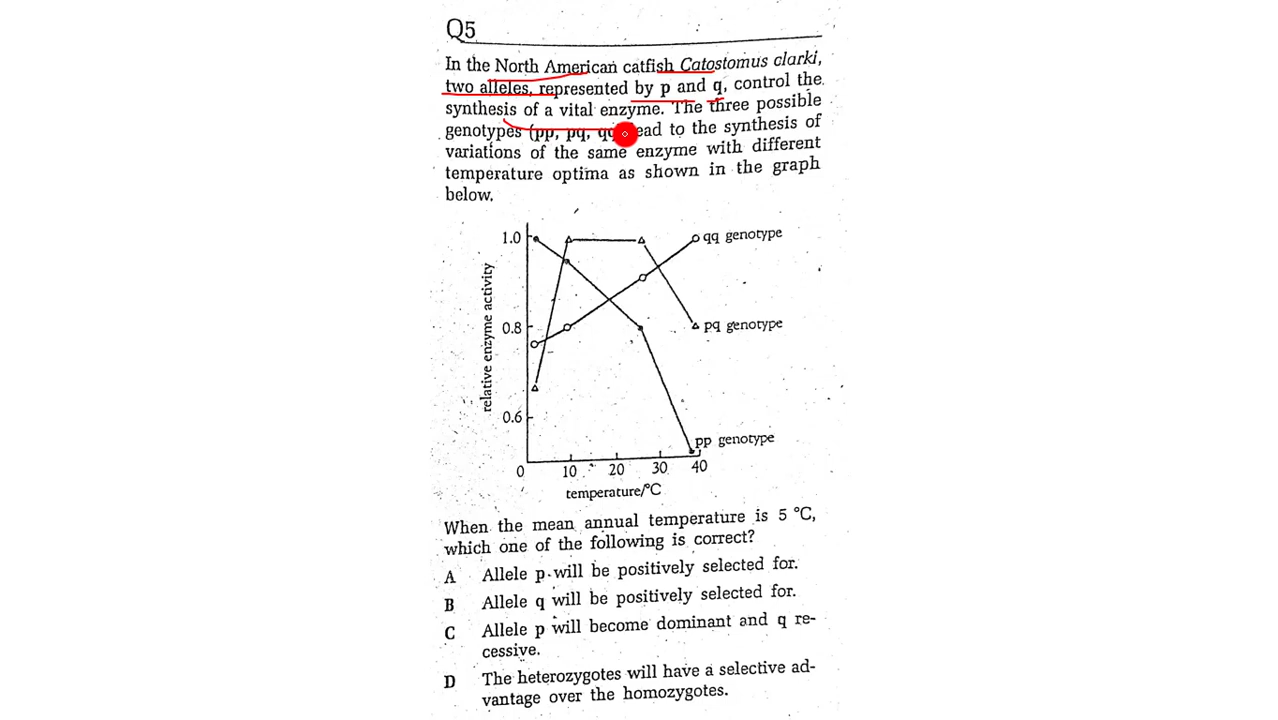 Q5
In the North American catfish Catostomus clarki,
two alleles, represented by p and q, control the
synthesis of a vital enzyme. The three possible
genotypes (pp, pq, lead to the synthesis of
variations of the same enzyme with different
temperature optima as shown in the graph
below.
1.0
qq genotype
relative enzyme activity
0.8
pq genotype
0.6
pp genotype
0 10 20 30 40
temperature/°C
When the mean annual temperature is 5 °C,
which one of the following is correct?
A Allele p will be positively selected for.
B Allele q will be positively selected for.
C Allele p will become dominant and q re-
cessive.
D The heterozygotes will have a selective ad-
vantage over the homozygotes.